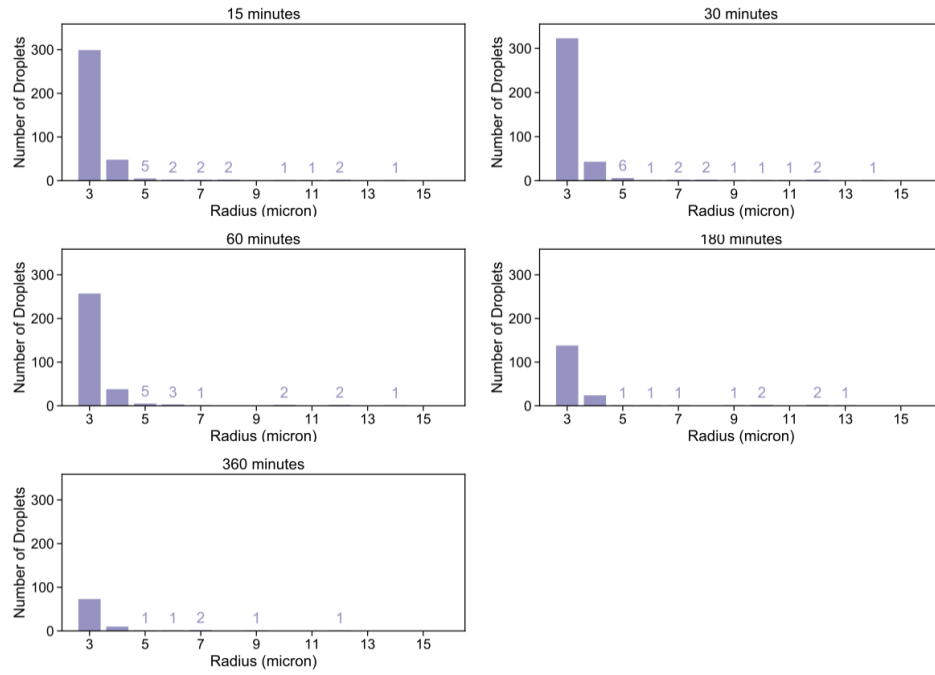 15 minutes
Number of Droplets
300
200
100
0
5 2 2 2 1 1 2 1
3 5 7 9 11 13 15
Radius (micron)
30 minutes
Number of Droplets
300
200
100
0
6 1 2 2 1 1 1 2 1
3 5 7 9 11 13 15
Radius (micron)
60 minutes
Number of Droplets
300
200
100
0
5 3 1 2 2 1
3 5 7 9 11 13 15
Radius (micron)
180 minutes
Number of Droplets
300
200
100
0
1 1 1 1 2 2 1
3 5 7 9 11 13 15
Radius (micron)
360 minutes
Number of Droplets
300
200
100
0
1 1 2 1 1
3 5 7 9 11 13 15
Radius (micron)